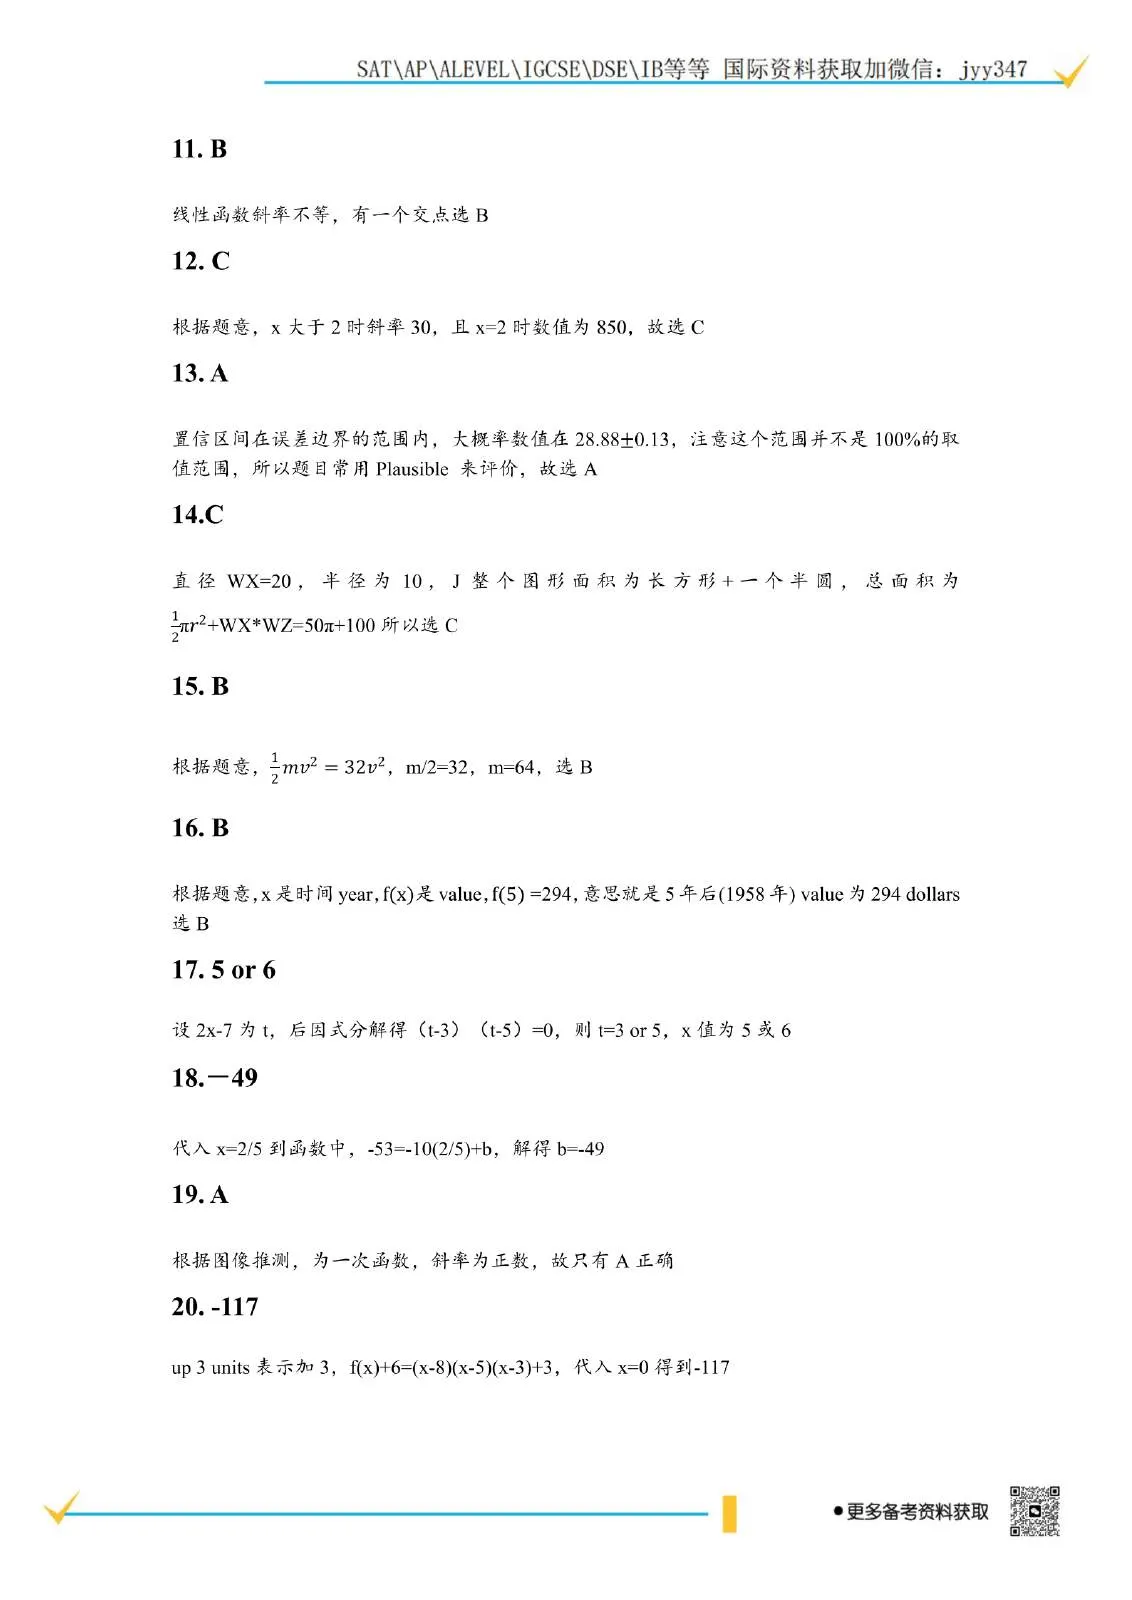 SAT\AP\ALEVEL\IGCSE\DSE\IB等等 国际资料获取加微信：jyy347
11. B
线性函数斜率不等，有一个交点选 B
12. C
根据题意，x 大于 2 时斜率 30，且 x=2 时数值为 850，故选 C
13. A
置信区间在误差边界的范围内，大概率数值在 28.88±0.13，注意这个范围并不是 100%的取
值范围，所以题目常用 Plausible 来评价，故选 A
14.C
直径 WX=20，半径为 10，J 整个图形面积为长方形+一个半圆，总面积为
½πr²+WX*WZ=50π+100 所以选 C
15. B
根据题意，½mv² = 32v²，m/2=32，m=64，选 B
16. B
根据题意,x 是时间 year,f(x)是 value,f(5) =294,意思就是 5 年后(1958 年) value 为 294 dollars
选 B
17. 5 or 6
设 2x-7 为 t，后因式分解得（t-3）（t-5）=0，则 t=3 or 5，x 值为 5 或 6
18.－49
代入 x=2/5 到函数中，-53=-10(2/5)+b，解得 b=-49
19. A
根据图像推测，为一次函数，斜率为正数，故只有 A 正确
20. -117
up 3 units 表示加 3，f(x)+6=(x-8)(x-5)(x-3)+3，代入 x=0 得到-117
●更多备考资料获取